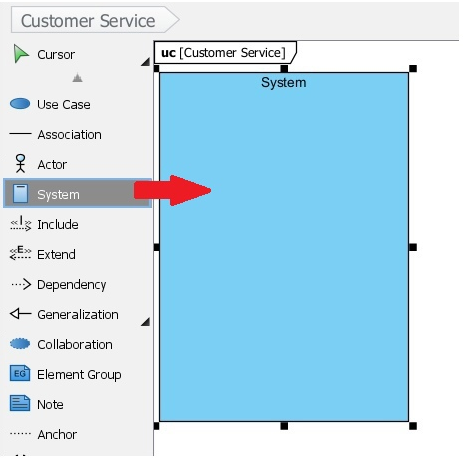 Customer Service
Cursor
Use Case
Association
Actor
System
<<I>>
Include
<<E>>
Extend
Dependency
Generalization
Collaboration
EG
Element Group
Note
Anchor
uc [Customer Service]
System